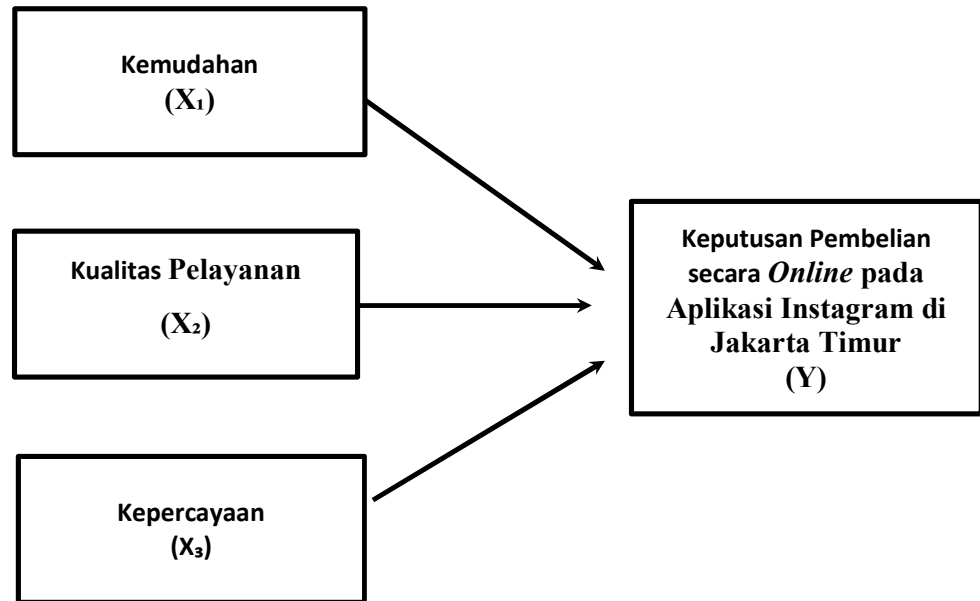 Kemudahan
(X₁)
Kualitas Pelayanan
(X₂)
Kepercayaan
(X₃)
Keputusan Pembelian
secara Online pada
Aplikasi Instagram di
Jakarta Timur
(Y)